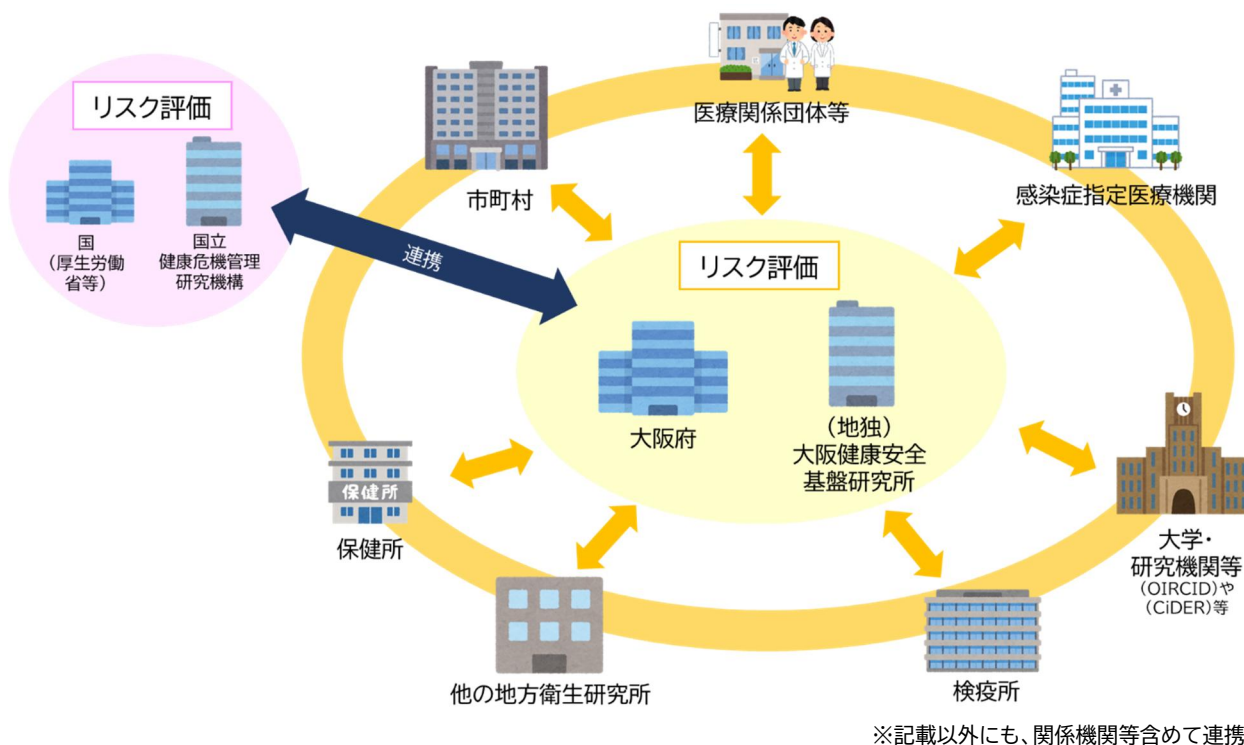 リスク評価
国
(厚生労働
省等)
国立
健康危機管理
研究機構
連携
市町村
医療関係団体等
感染症指定医療機関
リスク評価
大阪府
(地独)
大阪健康安全
基盤研究所
保健所
保健所
他の地方衛生研究所
検疫所
大学・
研究機関等
(OIRCID)や
(CiDER)等
※記載以外にも、関係機関等含めて連携